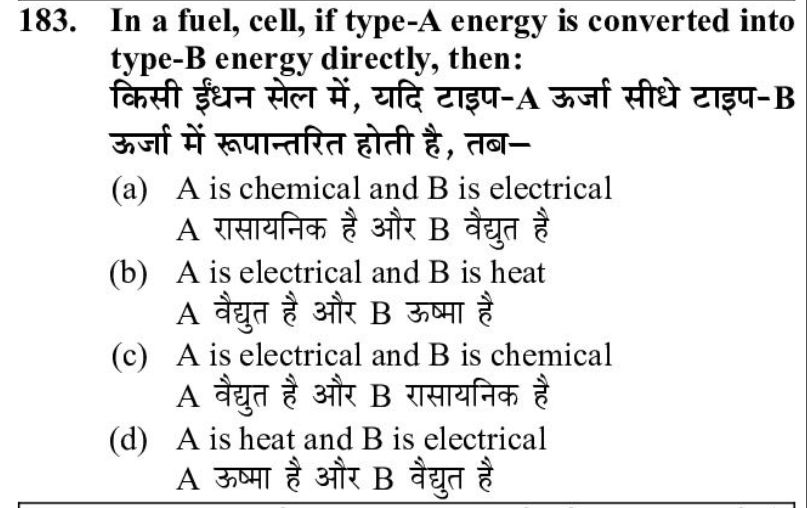 183. In a fuel, cell, if type-A energy is converted into
type-B energy directly, then:
किसी ईंधन सेल में, यदि टाइप-A ऊर्जा सीधे टाइप-B
ऊर्जा में रूपान्तरित होती है, तब–
(a) A is chemical and B is electrical
A रासायनिक है और B वैद्युत है
(b) A is electrical and B is heat
A वैद्युत है और B ऊष्मा है
(c) A is electrical and B is chemical
A वैद्युत है और B रासायनिक है
(d) A is heat and B is electrical
A ऊष्मा है और B वैद्युत है